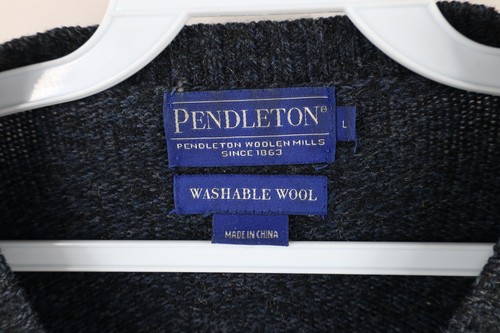 PENDLETON®
L
PENDLETON WOOLEN MILLS
SINCE 1863
WASHABLE WOOL
MADE IN CHINA